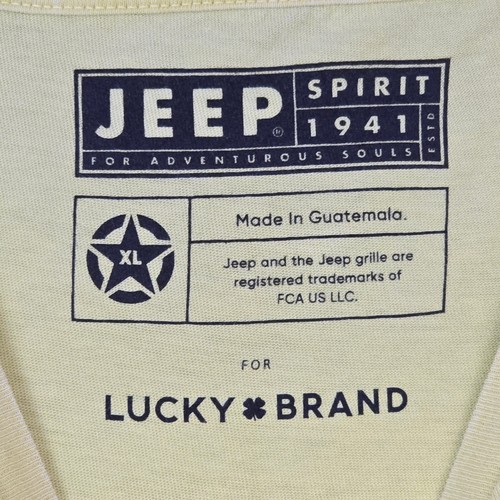 JEEP® SPIRIT
1941 ESTD
FOR ADVENTUROUS SOULS
XL
Made In Guatemala.
Jeep and the Jeep grille are
registered trademarks of
FCA US LLC.
FOR
LUCKY BRAND